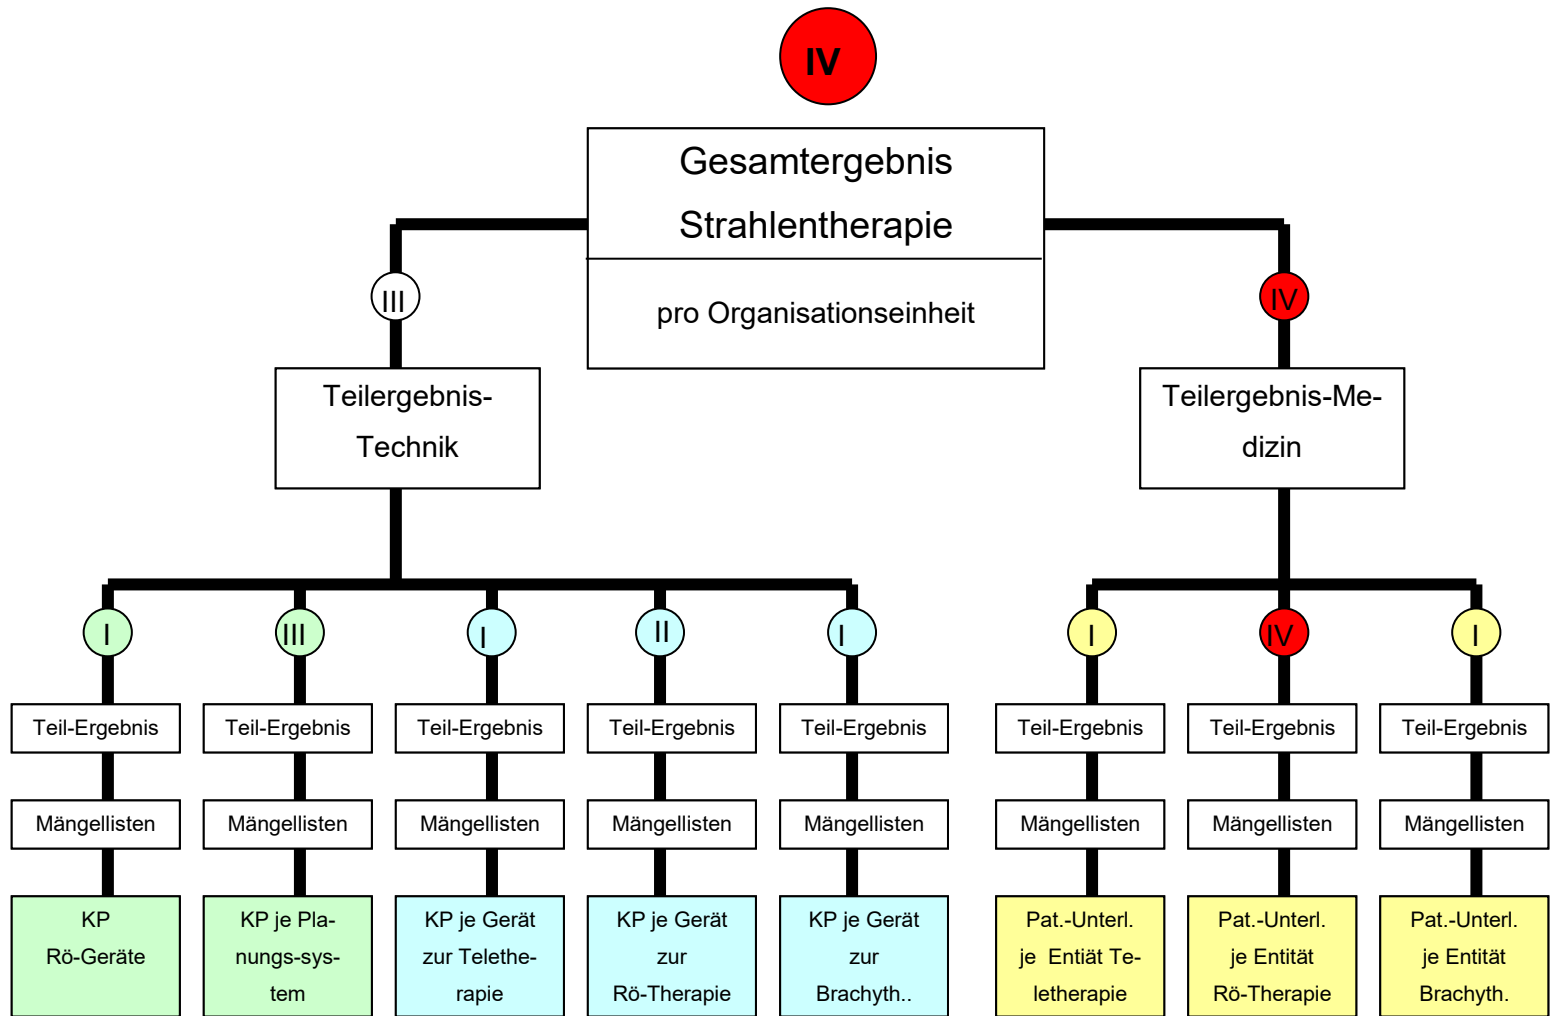 IV
Gesamtergebnis
Strahlentherapie
pro Organisationseinheit
III
IV
Teilergebnis-
Technik
Teilergebnis-Me-
dizin
I
III
I
II
I
I
IV
I
Teil-Ergebnis
Teil-Ergebnis
Teil-Ergebnis
Teil-Ergebnis
Teil-Ergebnis
Teil-Ergebnis
Teil-Ergebnis
Teil-Ergebnis
Mängellisten
Mängellisten
Mängellisten
Mängellisten
Mängellisten
Mängellisten
Mängellisten
Mängellisten
KP
Rö-Geräte
KP je Pla-
nungs-sys-
tem
KP je Gerät
zur Telethe-
rapie
KP je Gerät
zur
Rö-Therapie
KP je Gerät
zur
Brachyth..
Pat.-Unterl.
je Entiät Te-
letherapie
Pat.-Unterl.
je Entität
Rö-Therapie
Pat.-Unterl.
je Entität
Brachyth.